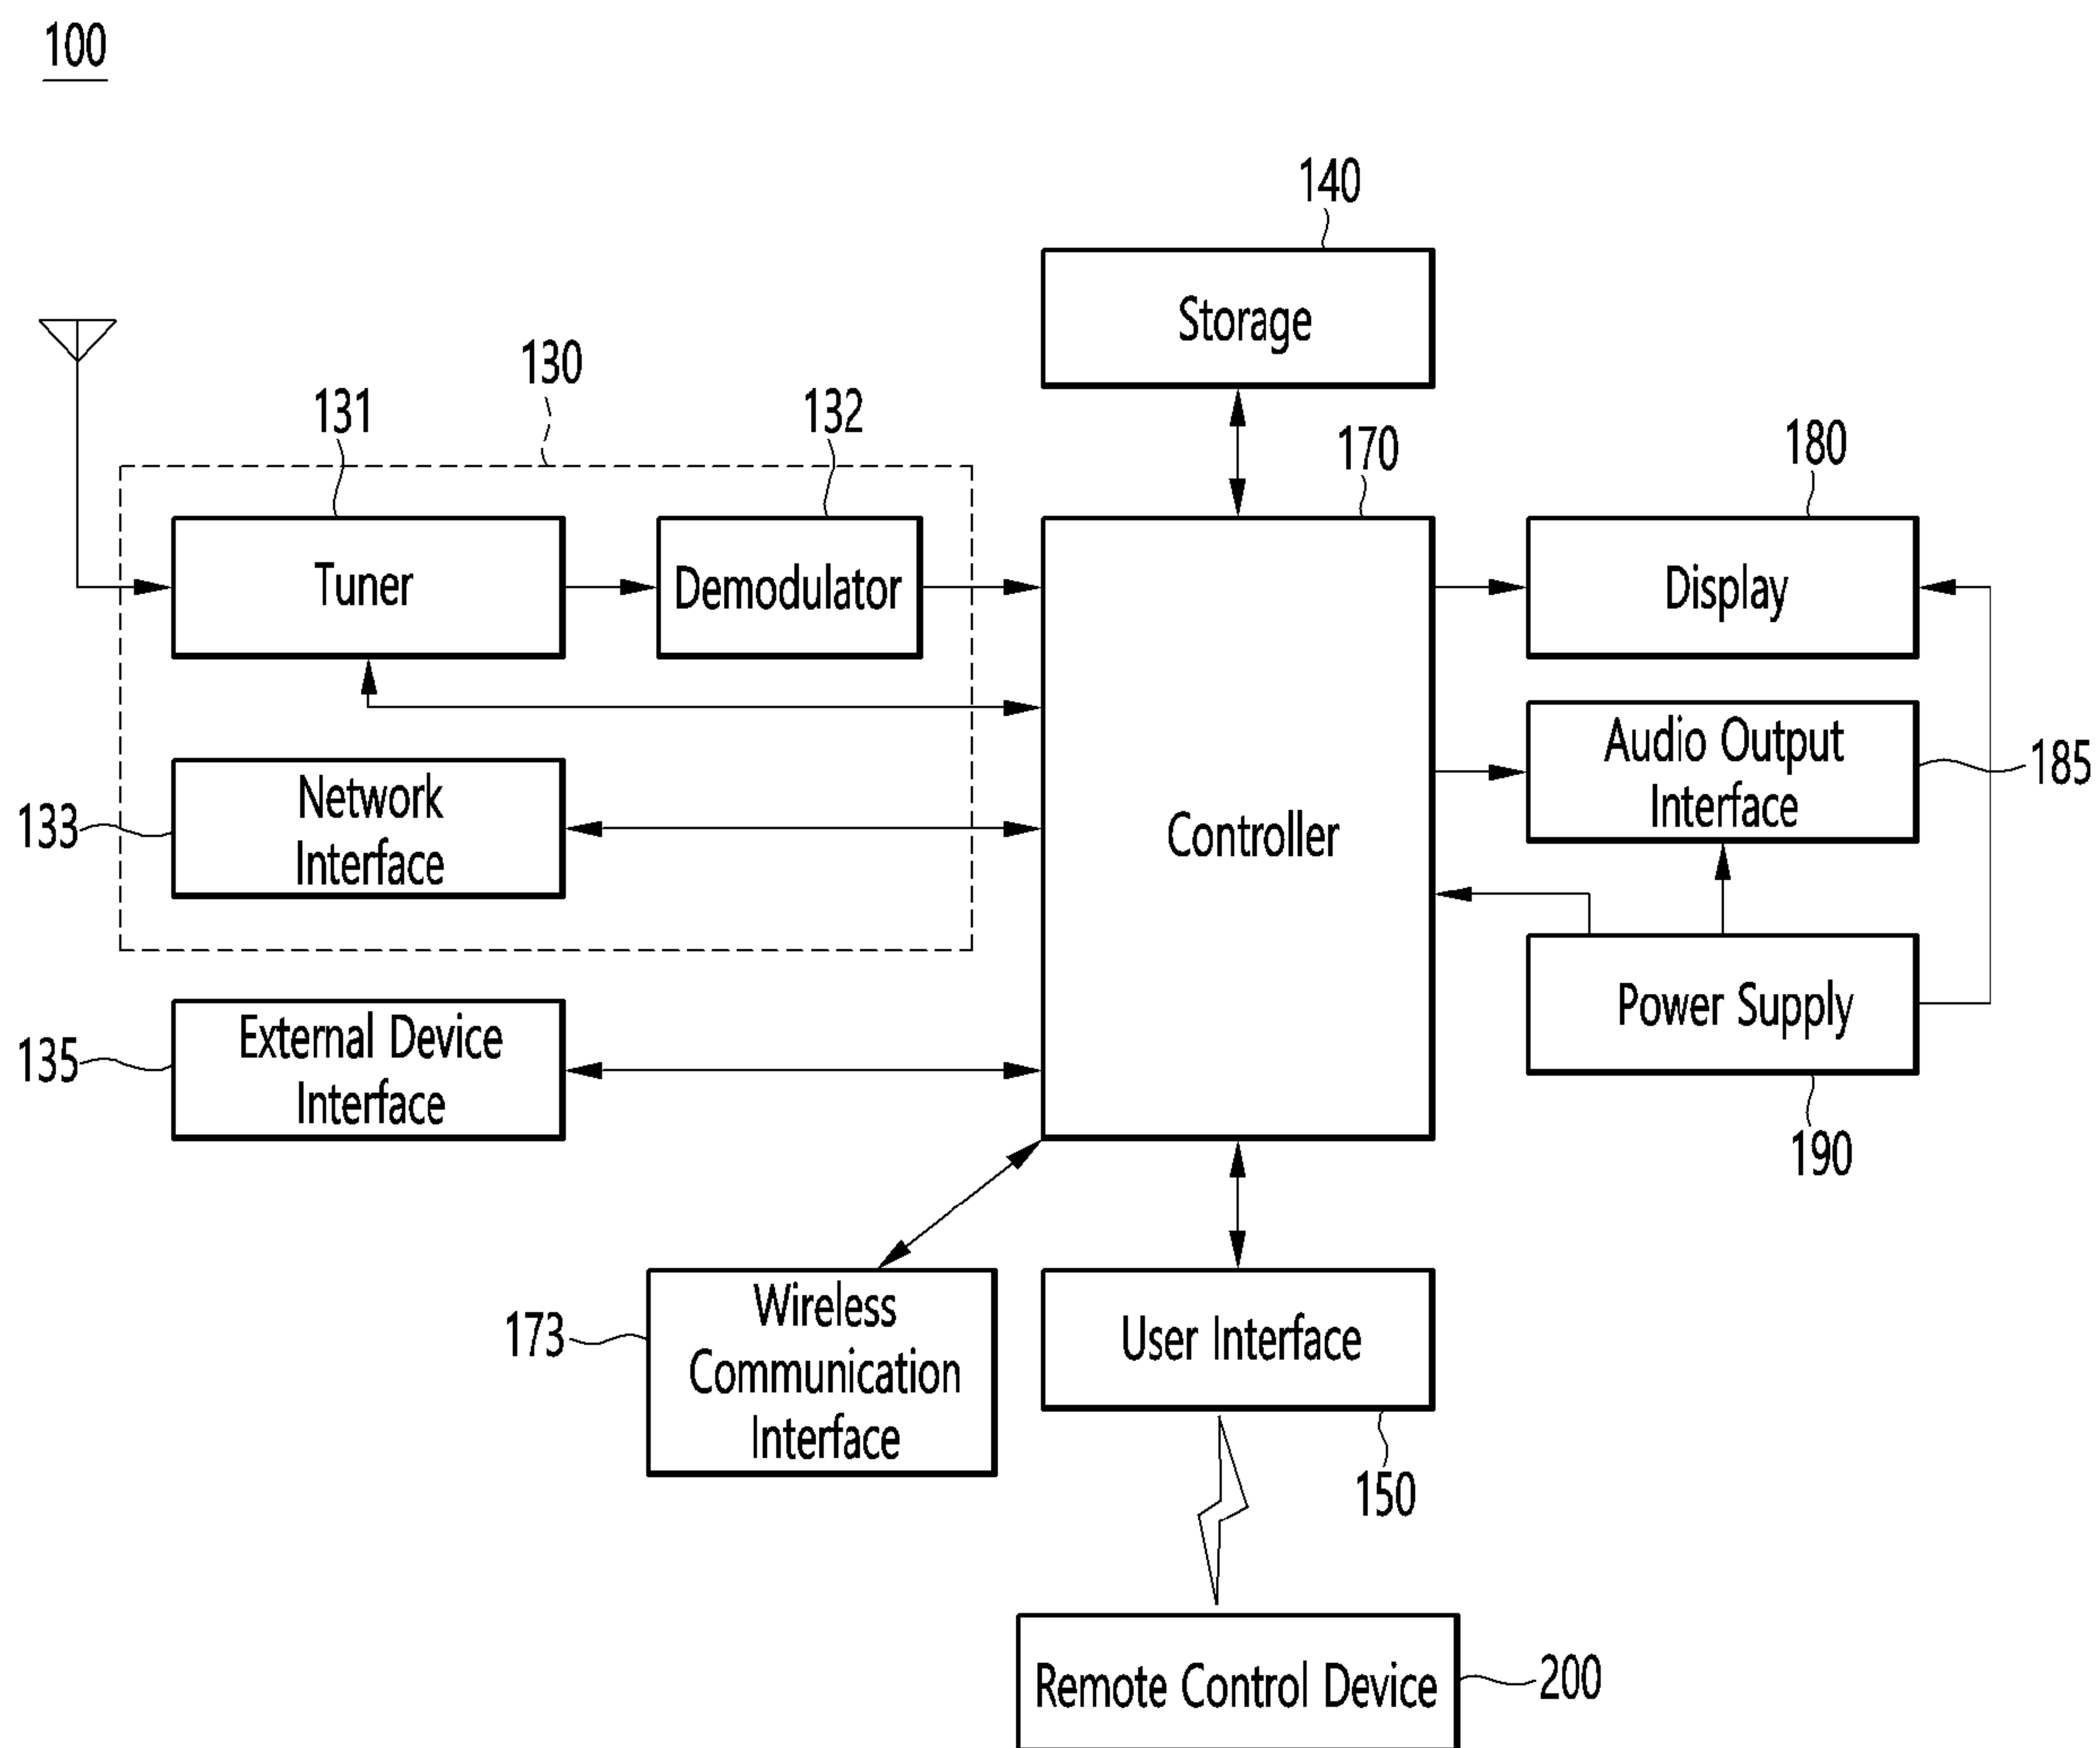 100
140
Storage
130
131
132
170
180
Tuner
Demodulator
Display
Audio Output
Interface
185
133
Network
Interface
Controller
135
External Device
Interface
Power Supply
190
173
Wireless
Communication
Interface
User Interface
150
Remote Control Device
200